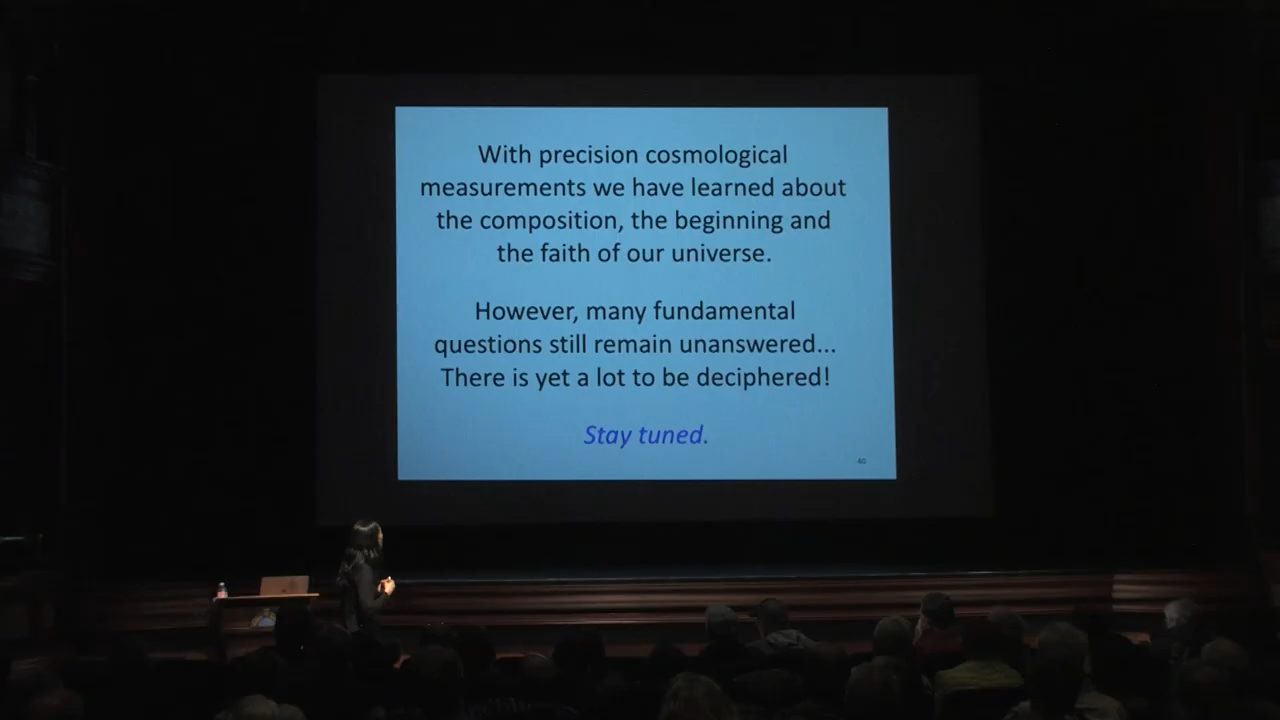 With precision cosmological
measurements we have learned about
the composition, the beginning and
the faith of our universe.
However, many fundamental
questions still remain unanswered...
There is yet a lot to be deciphered!
Stay tuned.